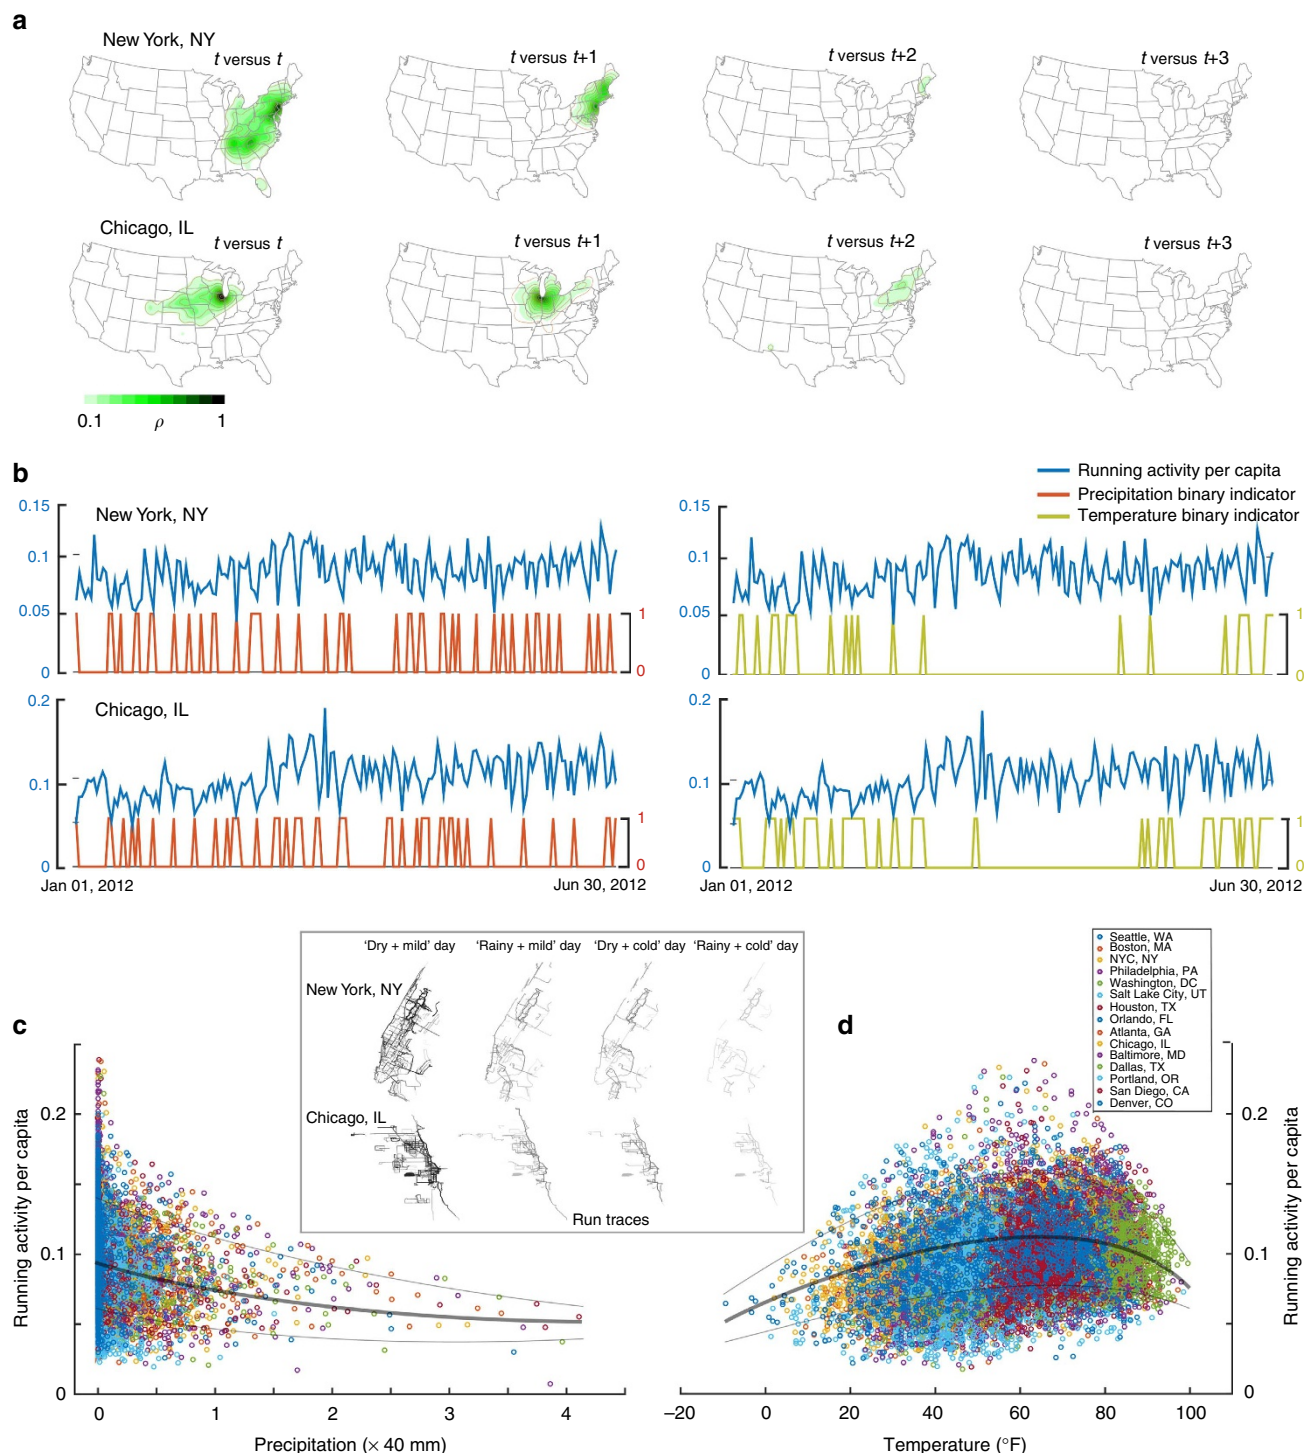 a
New York, NY
t versus t
t versus t+1
t versus t+2
t versus t+3
Chicago, IL
t versus t
t versus t+1
t versus t+2
t versus t+3
0.1
ρ
1
b
Running activity per capita
Precipitation binary indicator
Temperature binary indicator
New York, NY
0.15
0.1
0.05
0
1
0
0.15
0.1
0.05
0
1
0
Chicago, IL
0.2
0.1
0
1
0
Jan 01, 2012
Jun 30, 2012
0.2
0.1
0
1
0
Jan 01, 2012
Jun 30, 2012
'Dry + mild' day
'Rainy + mild' day
'Dry + cold' day
'Rainy + cold' day
New York, NY
Chicago, IL
Run traces
c
Running activity per capita
0.2
0.1
0
0
1
2
3
4
Precipitation (× 40 mm)
d
Seattle, WA
Boston, MA
NYC, NY
Philadelphia, PA
Washington, DC
Salt Lake City, UT
Houston, TX
Orlando, FL
Atlanta, GA
Chicago, IL
Baltimore, MD
Dallas, TX
Portland, OR
San Diego, CA
Denver, CO
0.2
0.1
0
Running activity per capita
−20
0
20
40
60
80
100
Temperature (°F)